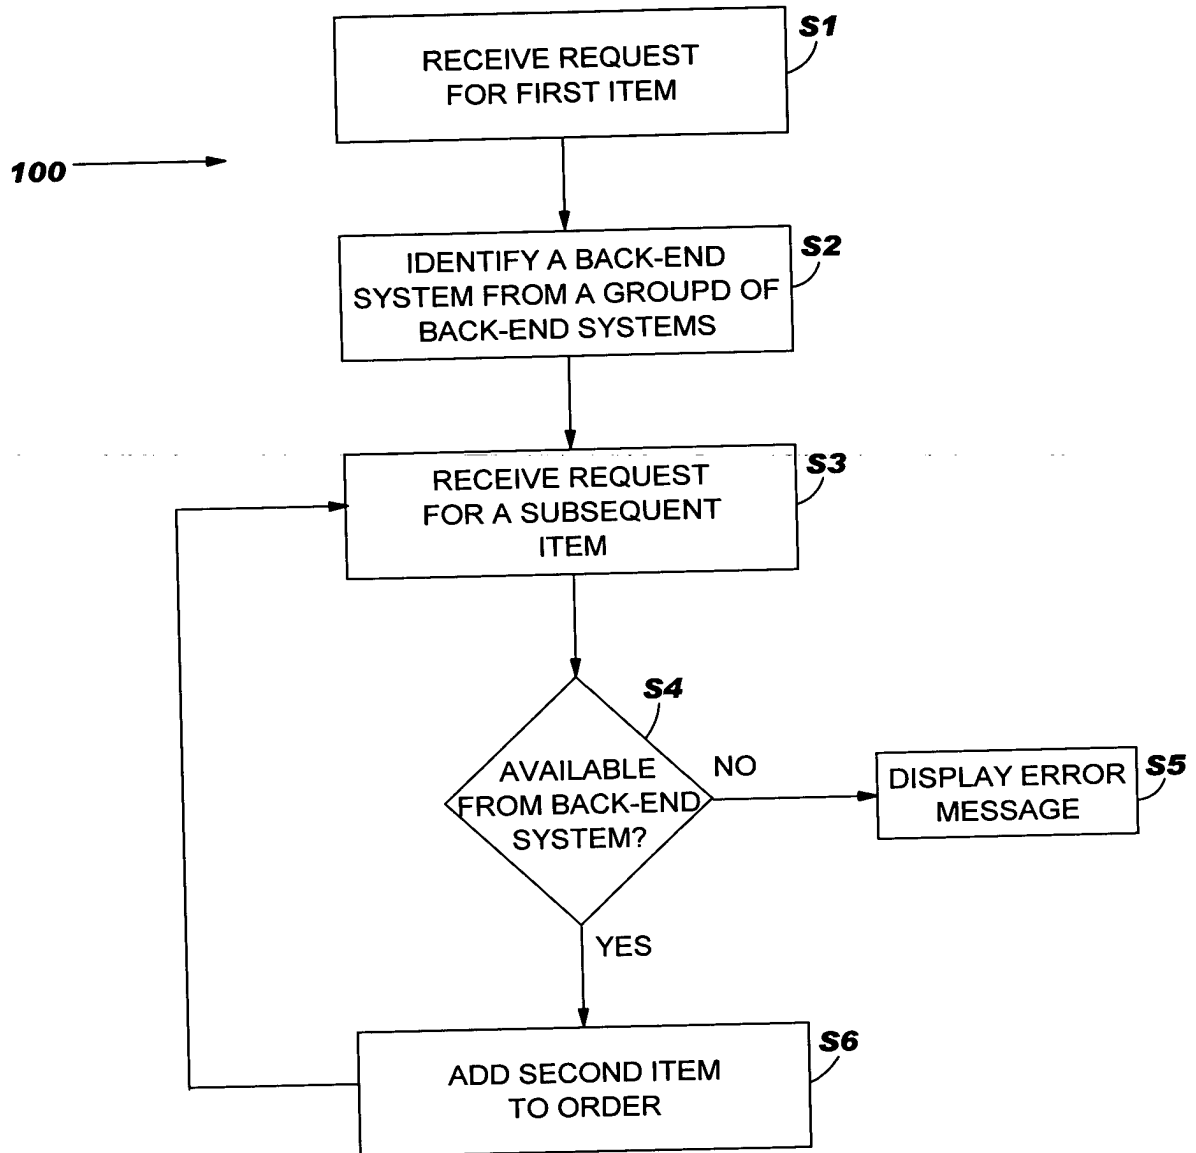 S1
RECEIVE REQUEST
FOR FIRST ITEM
100
S2
IDENTIFY A BACK-END
SYSTEM FROM A GROUPD OF
BACK-END SYSTEMS
S3
RECEIVE REQUEST
FOR A SUBSEQUENT
ITEM
S4
AVAILABLE
FROM BACK-END
SYSTEM?
NO
S5
DISPLAY ERROR
MESSAGE
YES
S6
ADD SECOND ITEM
TO ORDER